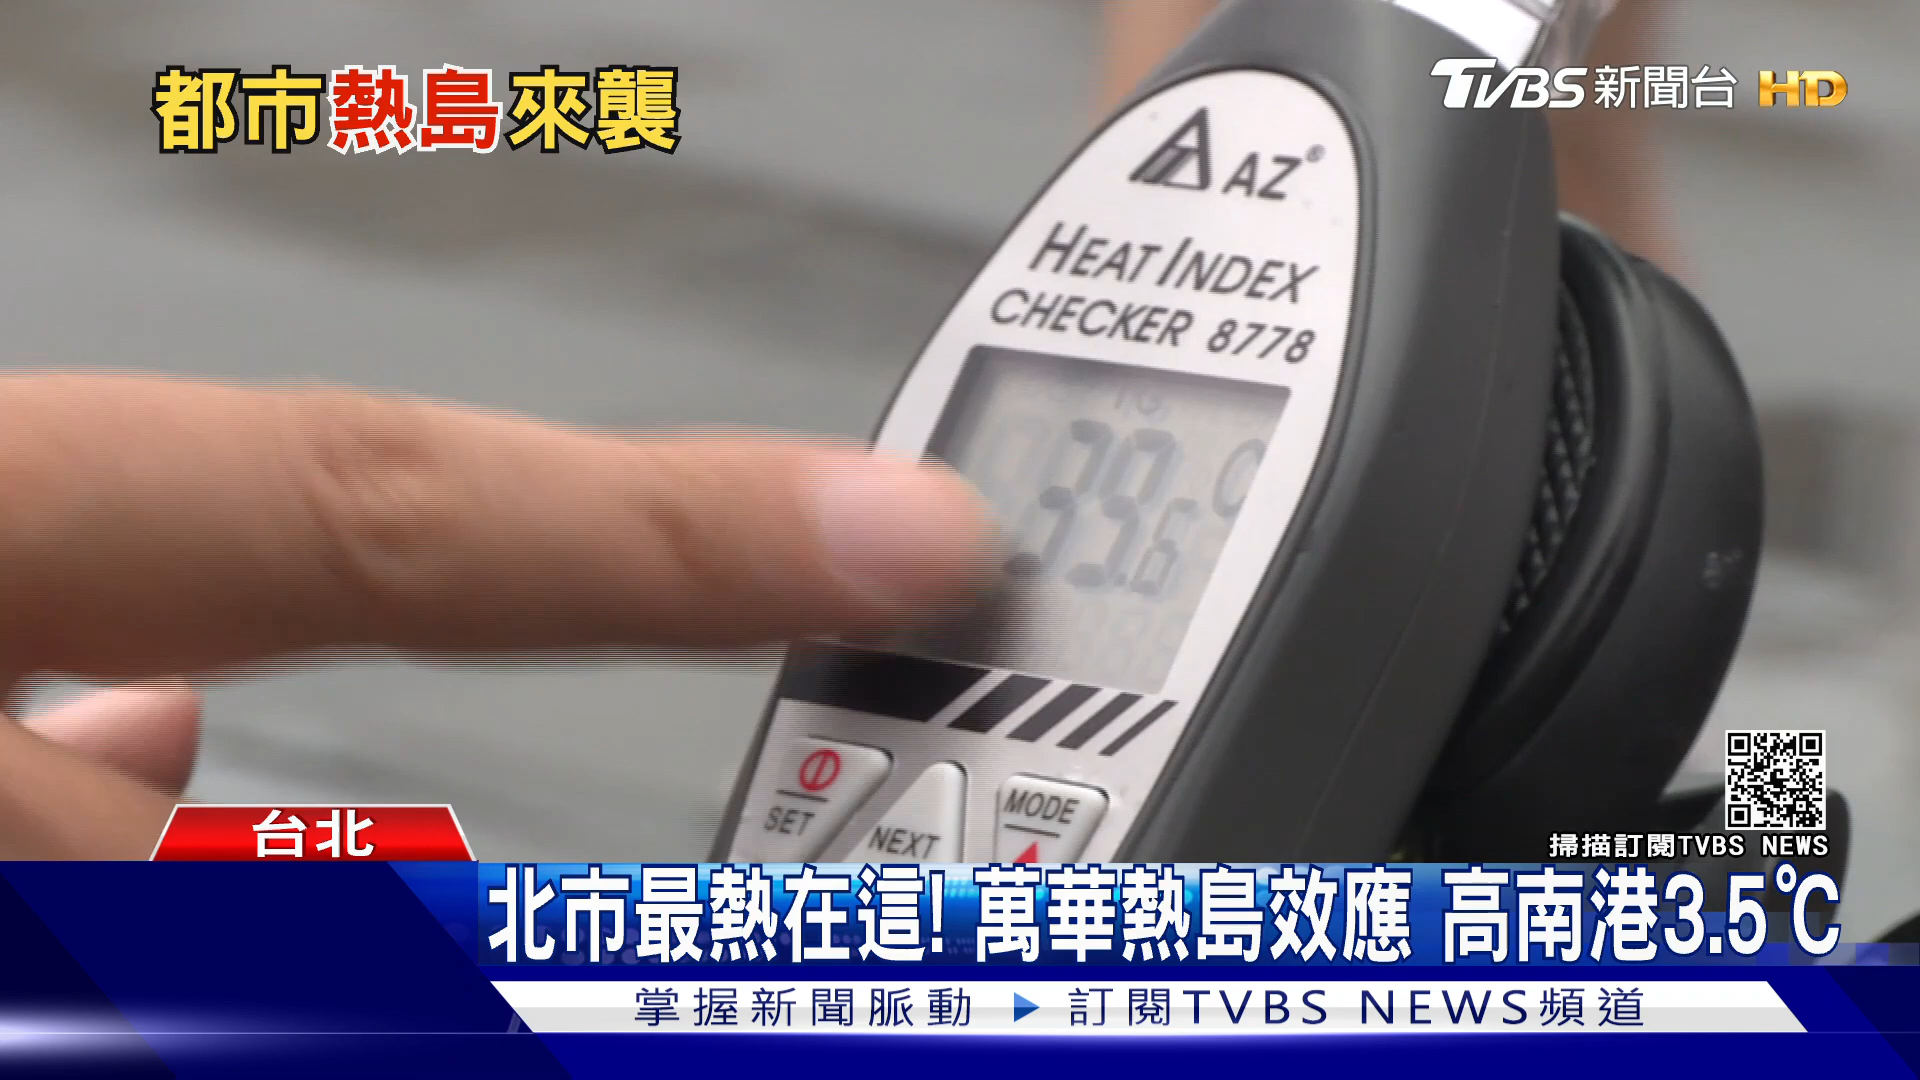 都市熱島來襲
TVBS新聞台 HD
AZ®
HEAT INDEX
CHECKER 8778
SET
NEXT
MODE
掃描訂閱TVBS NEWS
台北
北市最熱在這! 萬華熱島效應 高南港3.5℃
掌握新聞脈動 ▶ 訂閱TVBS NEWS頻道